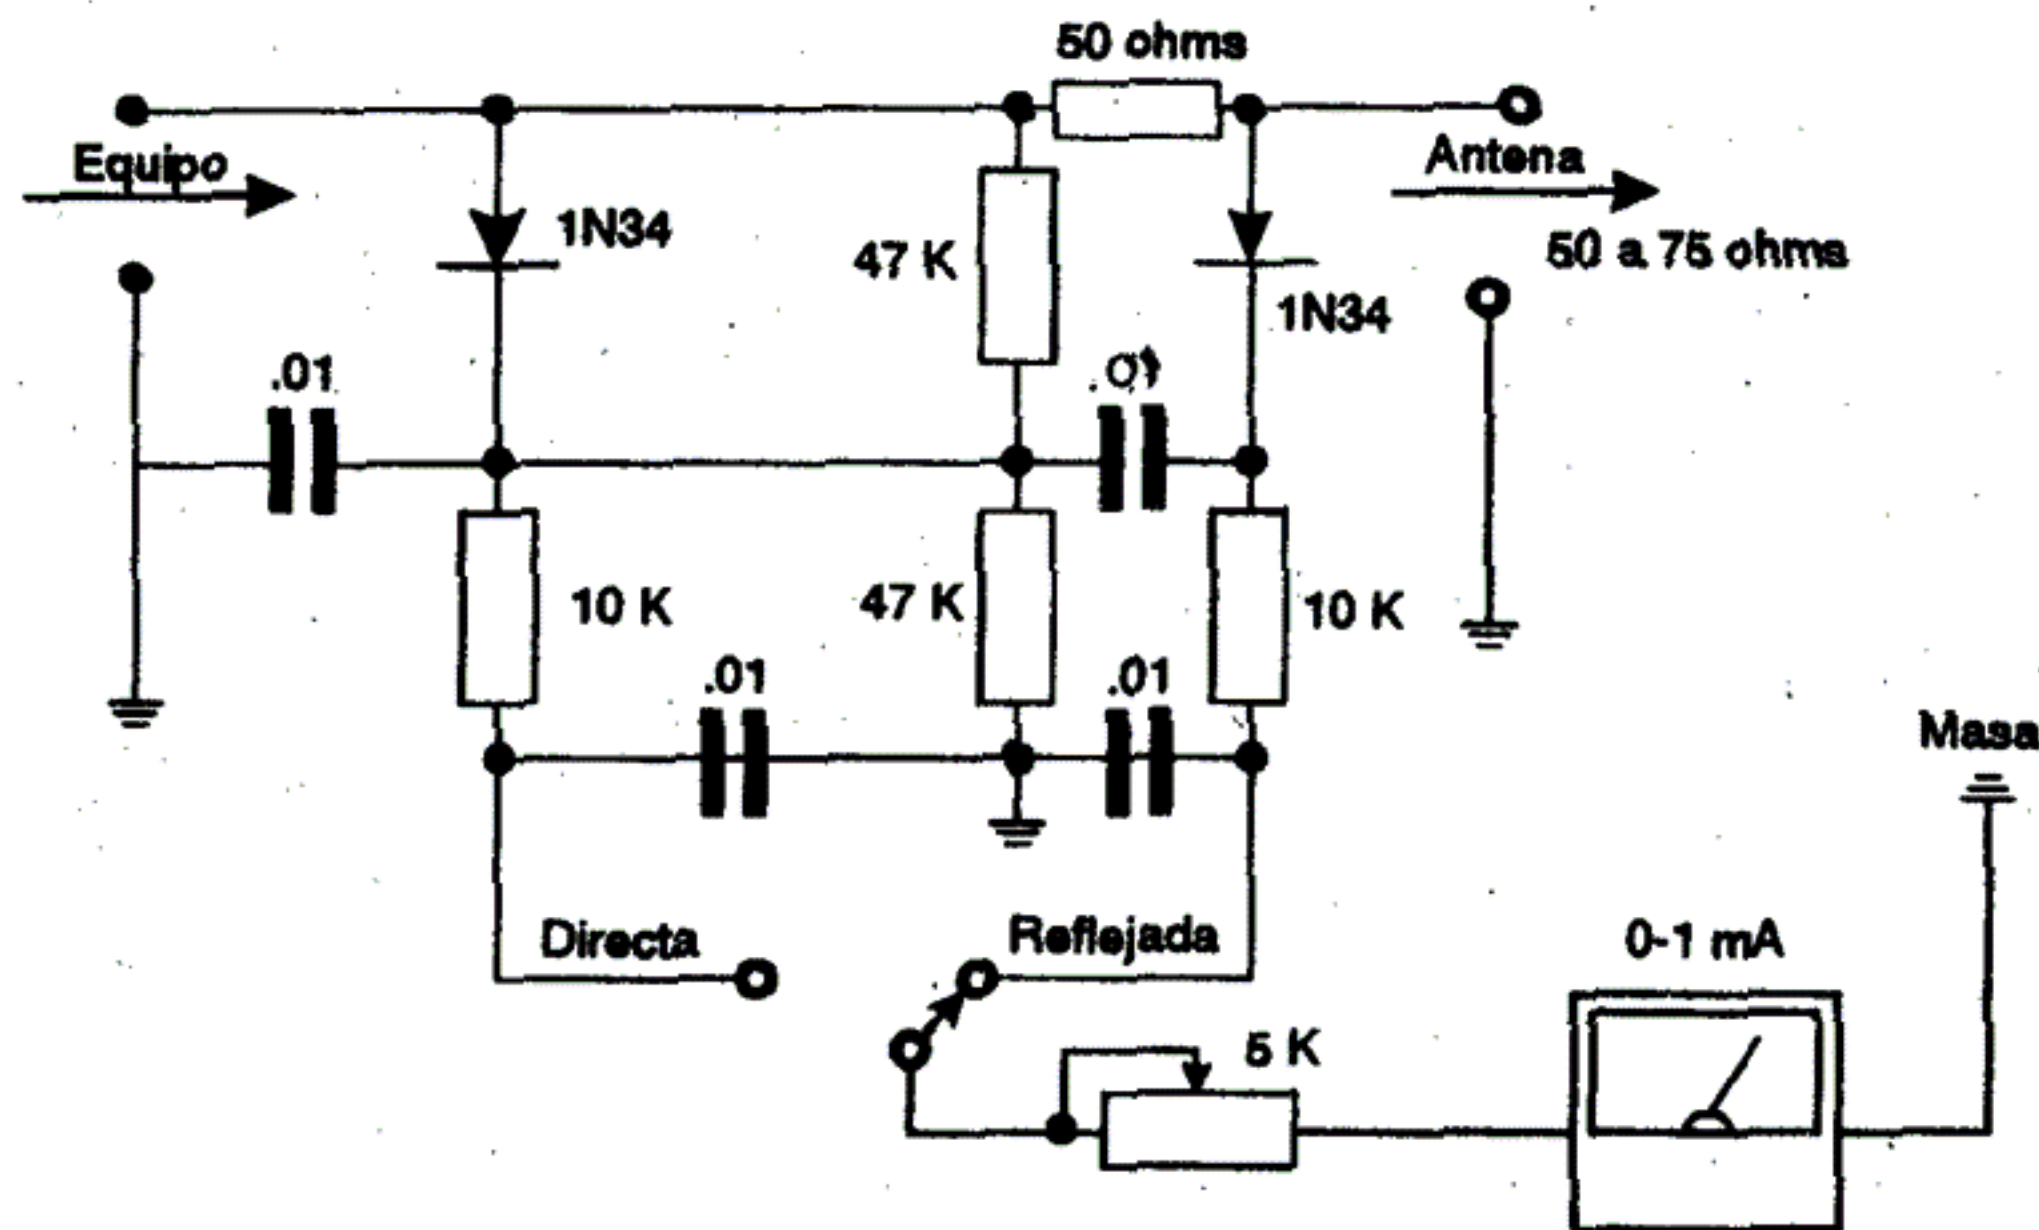 50 ohms
Equipo
Antena
1N34
47 K
50 a 75 ohms
1N34
.01
.01
10 K
47 K
10 K
.01
.01
Masa
Directa
Reflejada
0-1 mA
5 K